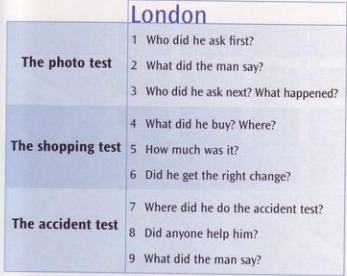 London
The photo test
1 Who did he ask first?
2 What did the man say?
3 Who did he ask next? What happened?
The shopping test
4 What did he buy? Where?
5 How much was it?
6 Did he get the right change?
The accident test
7 Where did he do the accident test?
8 Did anyone help him?
9 What did the man say?